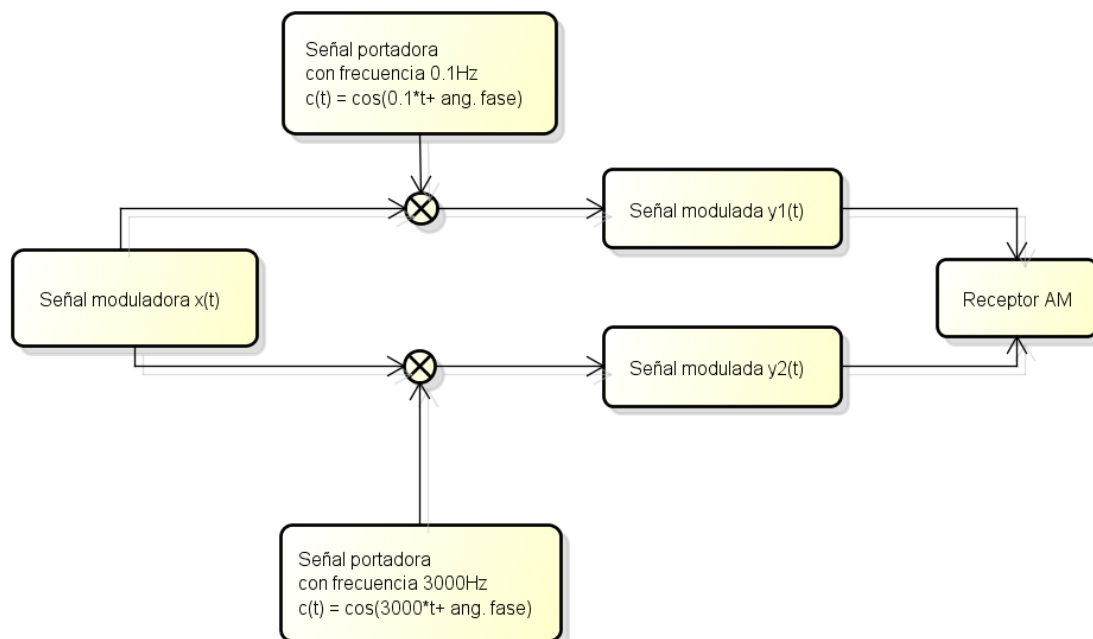 Señal portadora
con frecuencia 0.1Hz
c(t) = cos(0.1*t+ ang. fase)
Señal modulada y1(t)
Señal moduladora x(t)
Receptor AM
Señal modulada y2(t)
Señal portadora
con frecuencia 3000Hz
c(t) = cos(3000*t+ ang. fase)